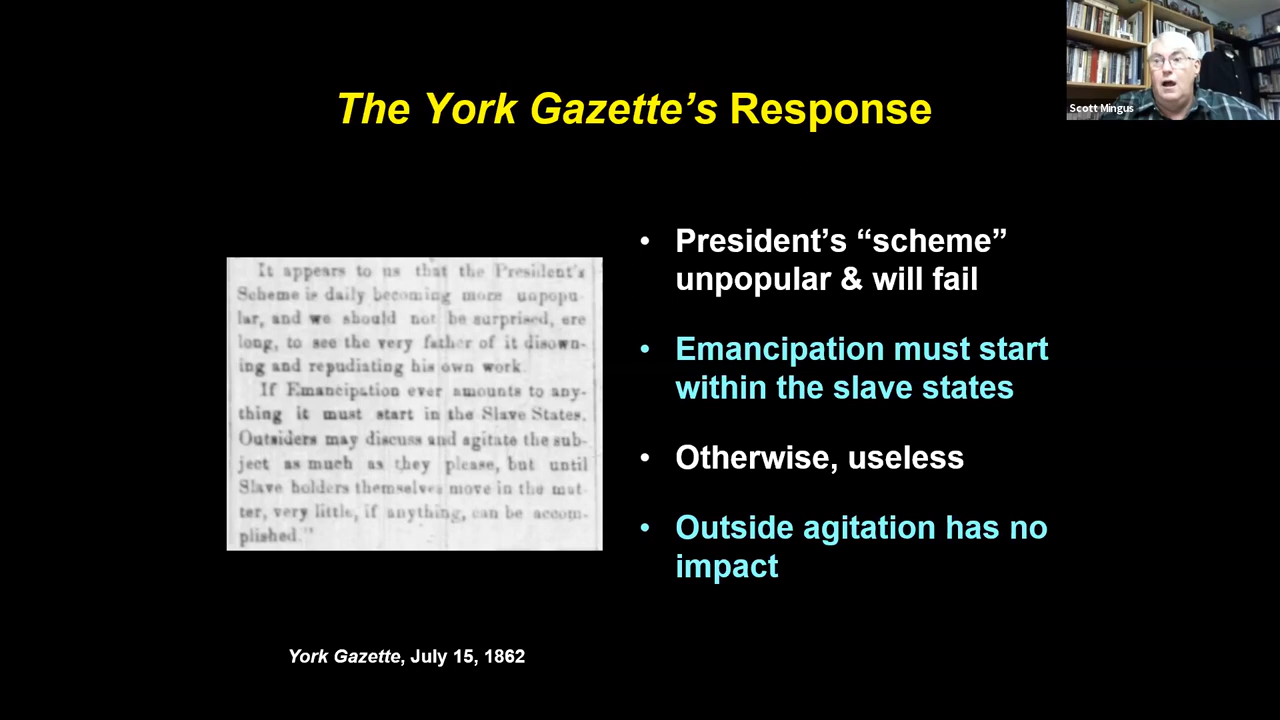 The York Gazette's Response
Scott Mingus
It appears to us that the President's
Scheme is daily becoming more unpopu-
lar, and we should not be surprised, ere
long, to see the very father of it disown-
ing and repudiating his own work.
If Emancipation ever amounts to any-
thing it must start in the Slave States.
Outsiders may discuss and agitate the sub-
ject as much as they please, but until
Slave holders themselves move in the mat-
ter, very little, if anything, can be accom-
plished."
• President's “scheme”
unpopular & will fail
• Emancipation must start
within the slave states
• Otherwise, useless
• Outside agitation has no
impact
York Gazette, July 15, 1862